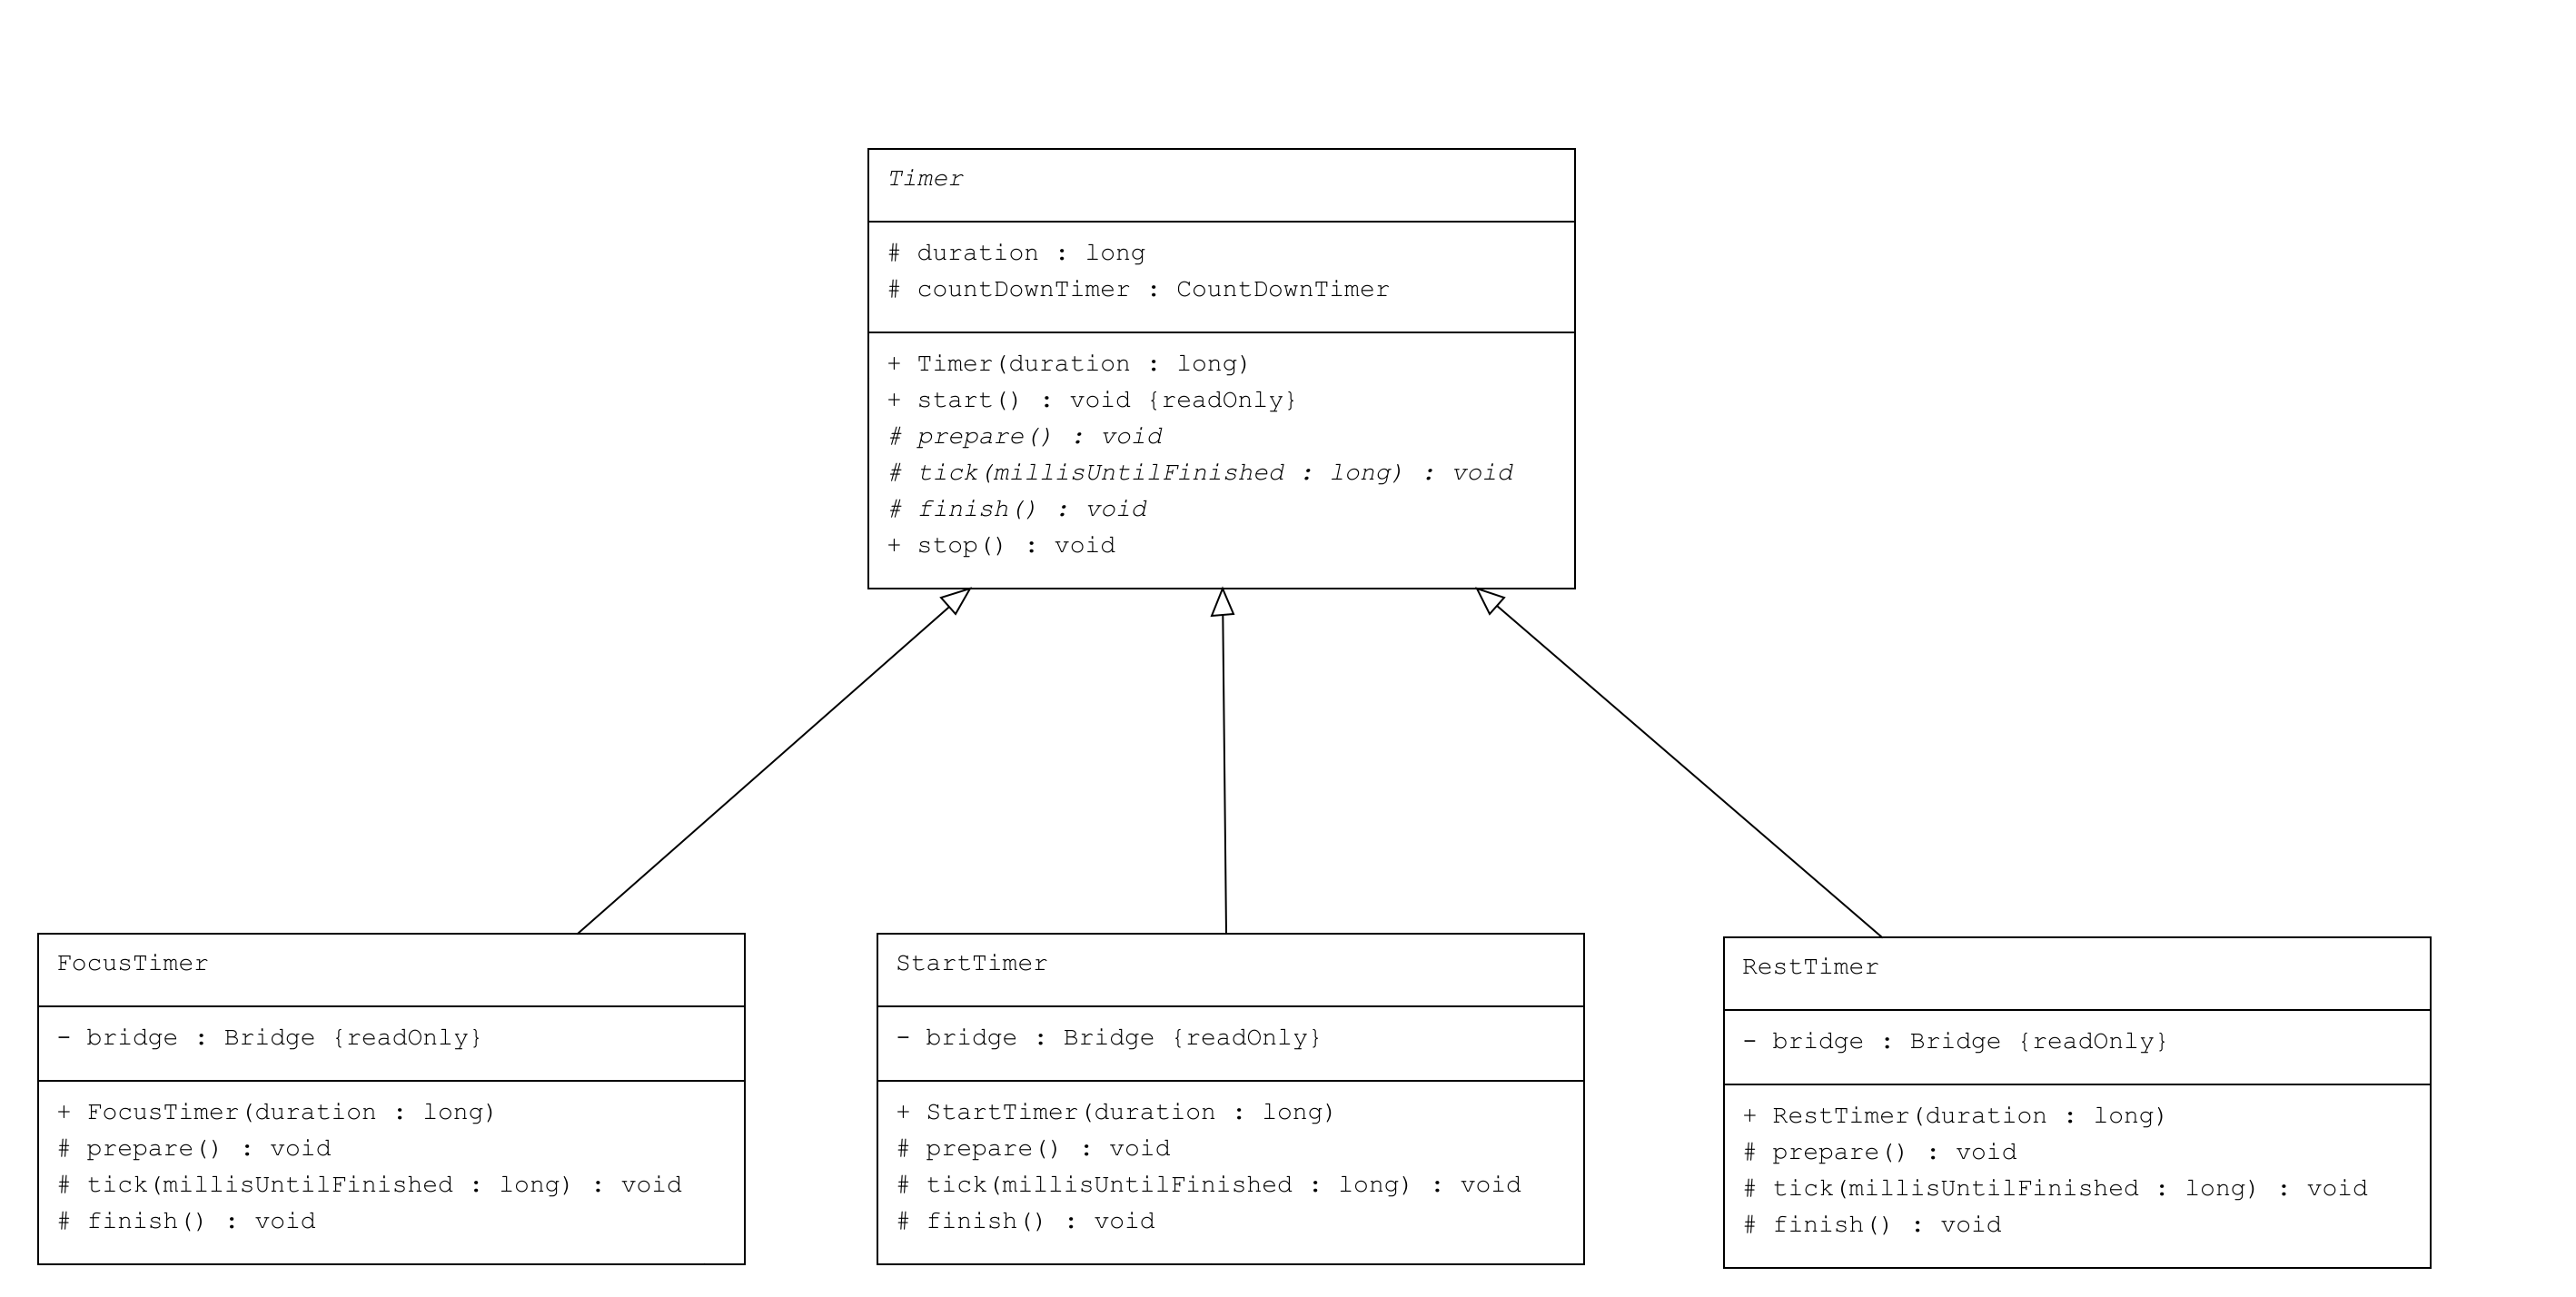 Timer
# duration : long
# countDownTimer : CountDownTimer
+ Timer(duration : long)
+ start() : void {readOnly}
# prepare() : void
# tick(millisUntilFinished : long) : void
# finish() : void
+ stop() : void
FocusTimer
- bridge : Bridge {readOnly}
+ FocusTimer(duration : long)
# prepare() : void
# tick(millisUntilFinished : long) : void
# finish() : void
StartTimer
- bridge : Bridge {readOnly}
+ StartTimer(duration : long)
# prepare() : void
# tick(millisUntilFinished : long) : void
# finish() : void
RestTimer
- bridge : Bridge {readOnly}
+ RestTimer(duration : long)
# prepare() : void
# tick(millisUntilFinished : long) : void
# finish() : void